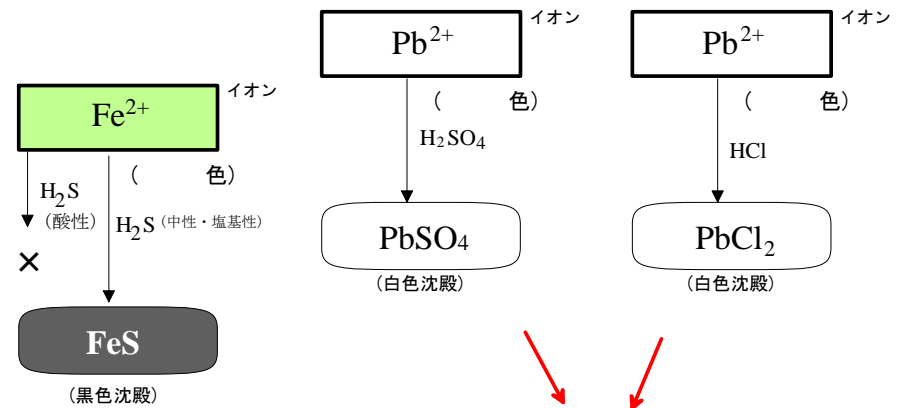 Fe²⁺
イオン
(　　　色)
H₂S
(酸性)
×
H₂S (中性・塩基性)
FeS
(黒色沈殿)
Pb²⁺
イオン
(　　　色)
H₂SO₄
PbSO₄
(白色沈殿)
Pb²⁺
イオン
(　　　色)
HCl
PbCl₂
(白色沈殿)